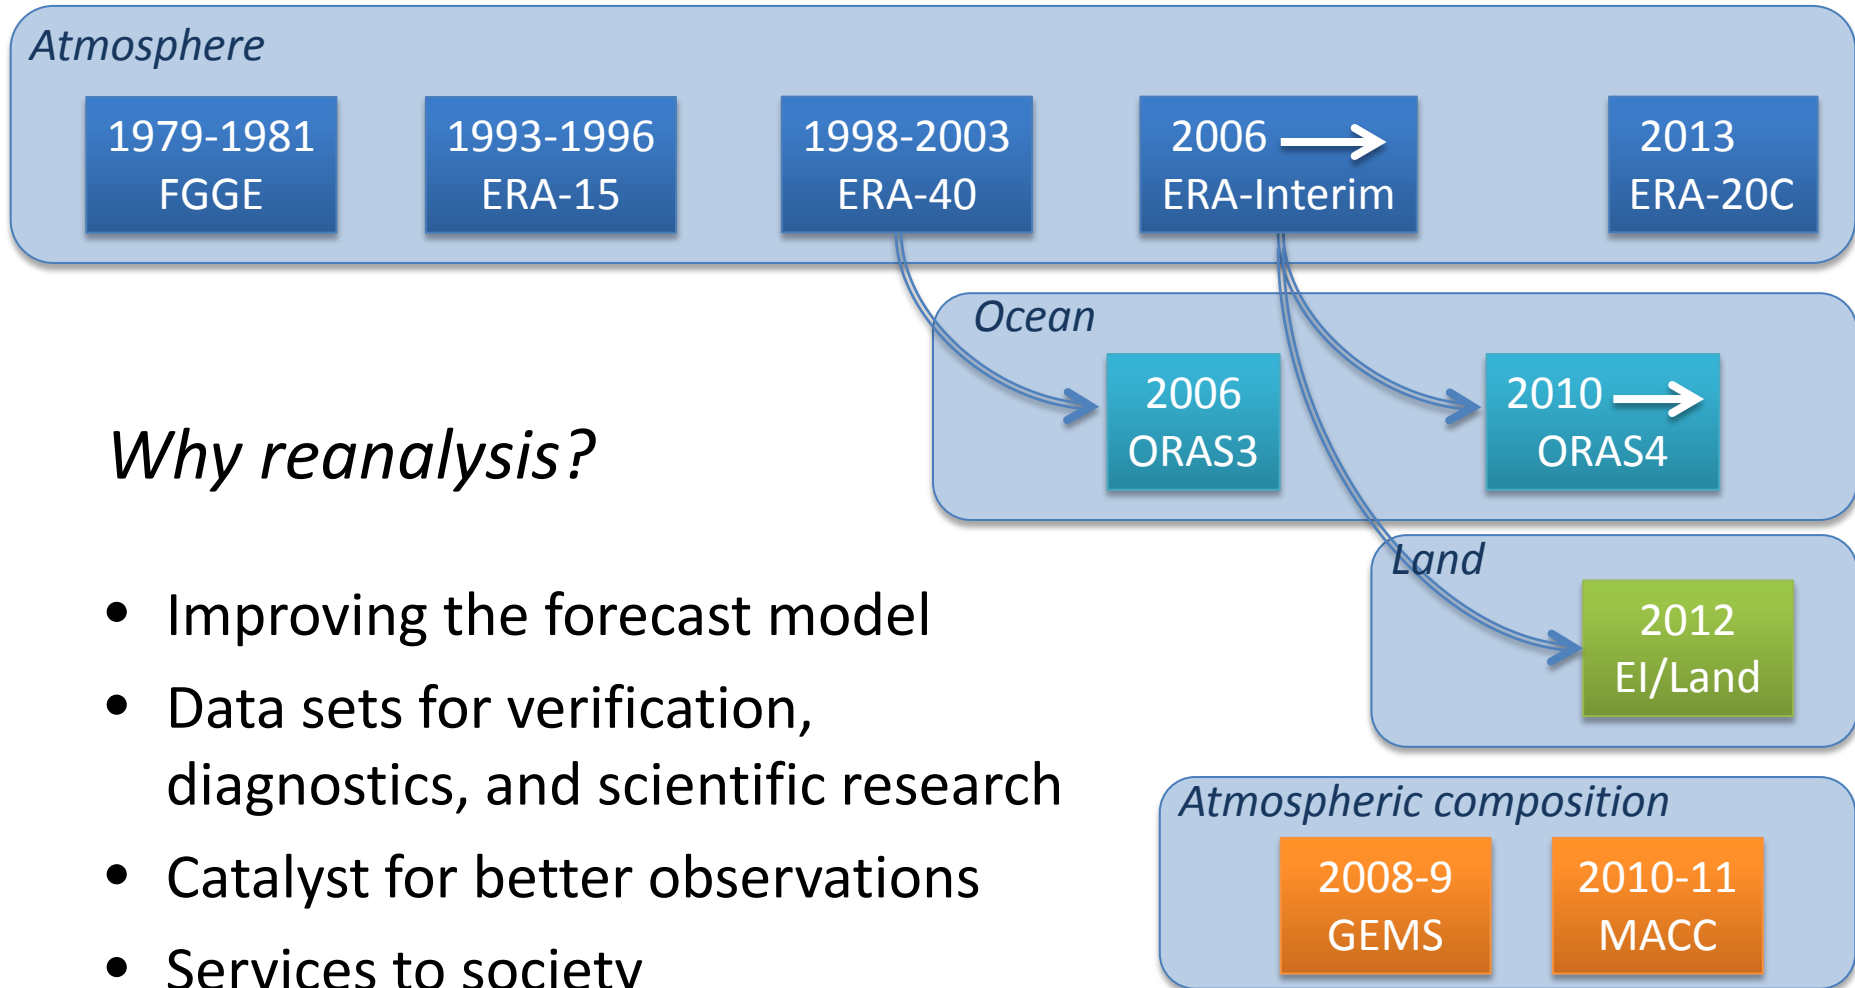 Atmosphere
1979-1981
FGGE
1993-1996
ERA-15
1998-2003
ERA-40
2006
ERA-Interim
2013
ERA-20C
Ocean
2006
ORAS3
2010
ORAS4
Why reanalysis?
Land
2012
EI/Land
• Improving the forecast model
• Data sets for verification,
diagnostics, and scientific research
• Catalyst for better observations
• Services to society
Atmospheric composition
2008-9
GEMS
2010-11
MACC